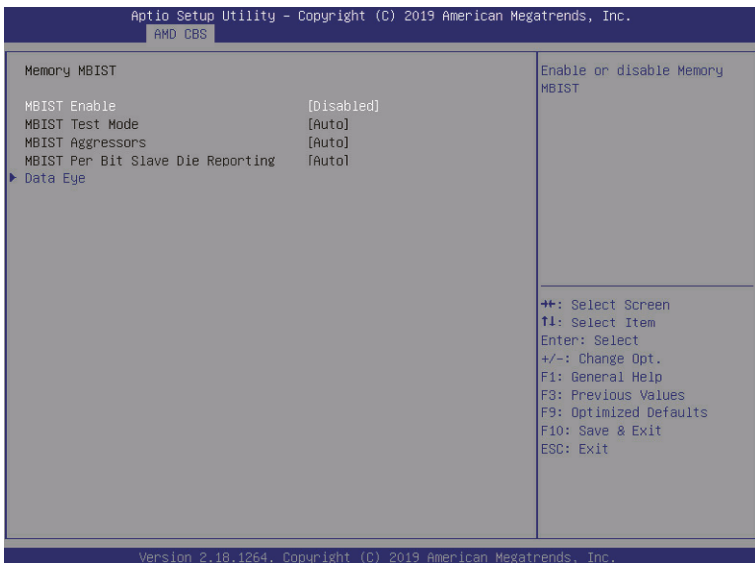 Aptio Setup Utility – Copyright (C) 2019 American Megatrends, Inc.
AMD CBS
Memory MBIST
MBIST Enable [Disabled]
MBIST Test Mode [Auto]
MBIST Aggressors [Auto]
MBIST Per Bit Slave Die Reporting [Auto]
Data Eye
Enable or disable Memory
MBIST
→←: Select Screen
↑↓: Select Item
Enter: Select
+/-: Change Opt.
F1: General Help
F3: Previous Values
F9: Optimized Defaults
F10: Save & Exit
ESC: Exit
Version 2.18.1264. Copyright (C) 2019 American Megatrends, Inc.